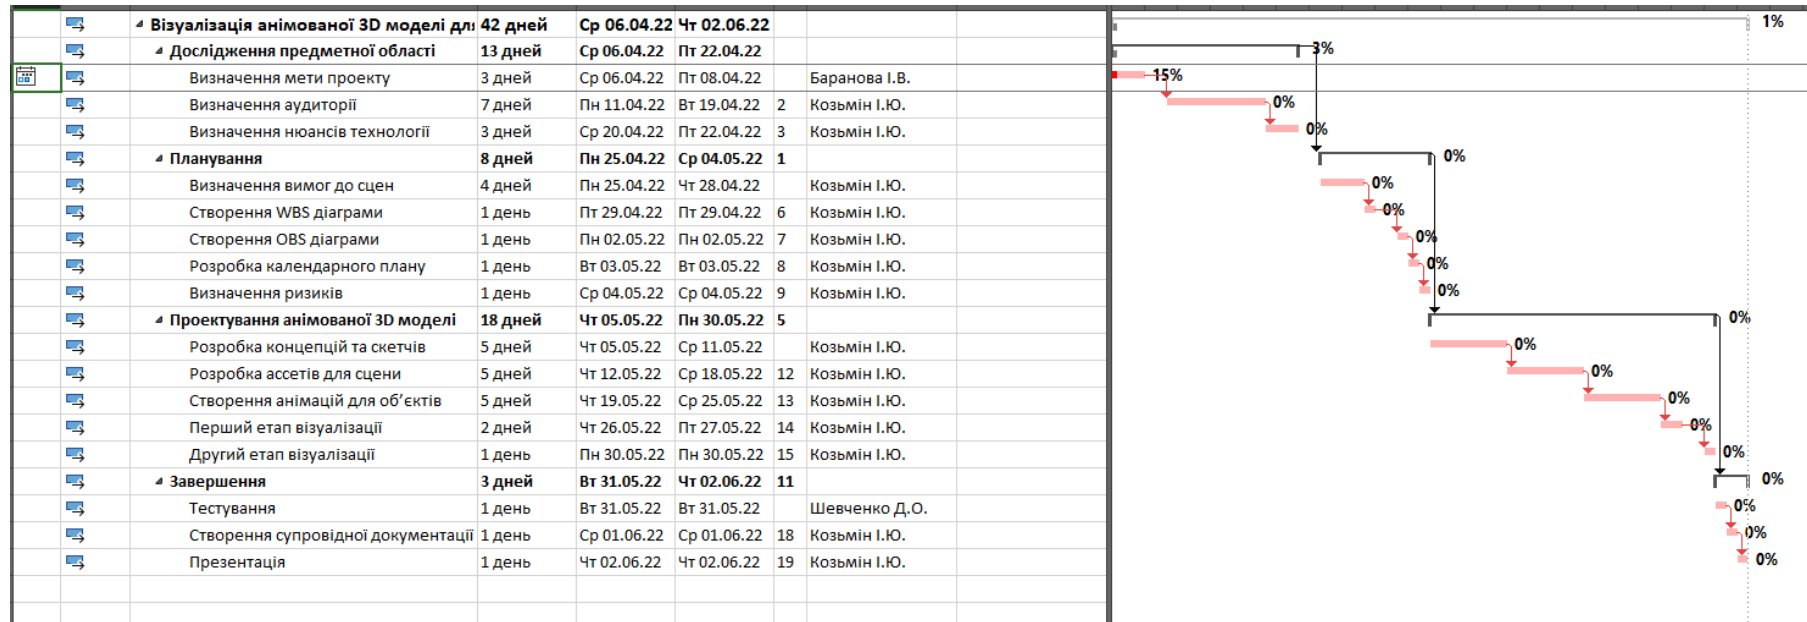 Візуалізація анімованої 3D моделі для 42 дней Ср 06.04.22 Чт 02.06.22 1%
Дослідження предметної області 13 дней Ср 06.04.22 Пт 22.04.22 3%
Визначення мети проекту 3 дней Ср 06.04.22 Пт 08.04.22 Баранова І.В. 15%
Визначення аудиторії 7 дней Пн 11.04.22 Вт 19.04.22 2 Козьмін І.Ю. 0%
Визначення нюансів технології 3 дней Ср 20.04.22 Пт 22.04.22 3 Козьмін І.Ю. 0%
Планування 8 дней Пн 25.04.22 Ср 04.05.22 1 0%
Визначення вимог до сцен 4 дней Пн 25.04.22 Чт 28.04.22 Козьмін І.Ю. 0%
Створення WBS діаграми 1 день Пт 29.04.22 Пт 29.04.22 6 Козьмін І.Ю. 0%
Створення OBS діаграми 1 день Пн 02.05.22 Пн 02.05.22 7 Козьмін І.Ю. 0%
Розробка календарного плану 1 день Вт 03.05.22 Вт 03.05.22 8 Козьмін І.Ю. 0%
Визначення ризиків 1 день Ср 04.05.22 Ср 04.05.22 9 Козьмін І.Ю. 0%
Проектування анімованої 3D моделі 18 дней Чт 05.05.22 Пн 30.05.22 5 0%
Розробка концепцій та скетчів 5 дней Чт 05.05.22 Ср 11.05.22 Козьмін І.Ю. 0%
Розробка ассетів для сцени 5 дней Чт 12.05.22 Ср 18.05.22 12 Козьмін І.Ю. 0%
Створення анімацій для об’єктів 5 дней Чт 19.05.22 Ср 25.05.22 13 Козьмін І.Ю. 0%
Перший етап візуалізації 2 дней Чт 26.05.22 Пт 27.05.22 14 Козьмін І.Ю. 0%
Другий етап візуалізації 1 день Пн 30.05.22 Пн 30.05.22 15 Козьмін І.Ю. 0%
Завершення 3 дней Вт 31.05.22 Чт 02.06.22 11 0%
Тестування 1 день Вт 31.05.22 Вт 31.05.22 Шевченко Д.О. 0%
Створення супровідної документації 1 день Ср 01.06.22 Ср 01.06.22 18 Козьмін І.Ю. 0%
Презентація 1 день Чт 02.06.22 Чт 02.06.22 19 Козьмін І.Ю. 0%